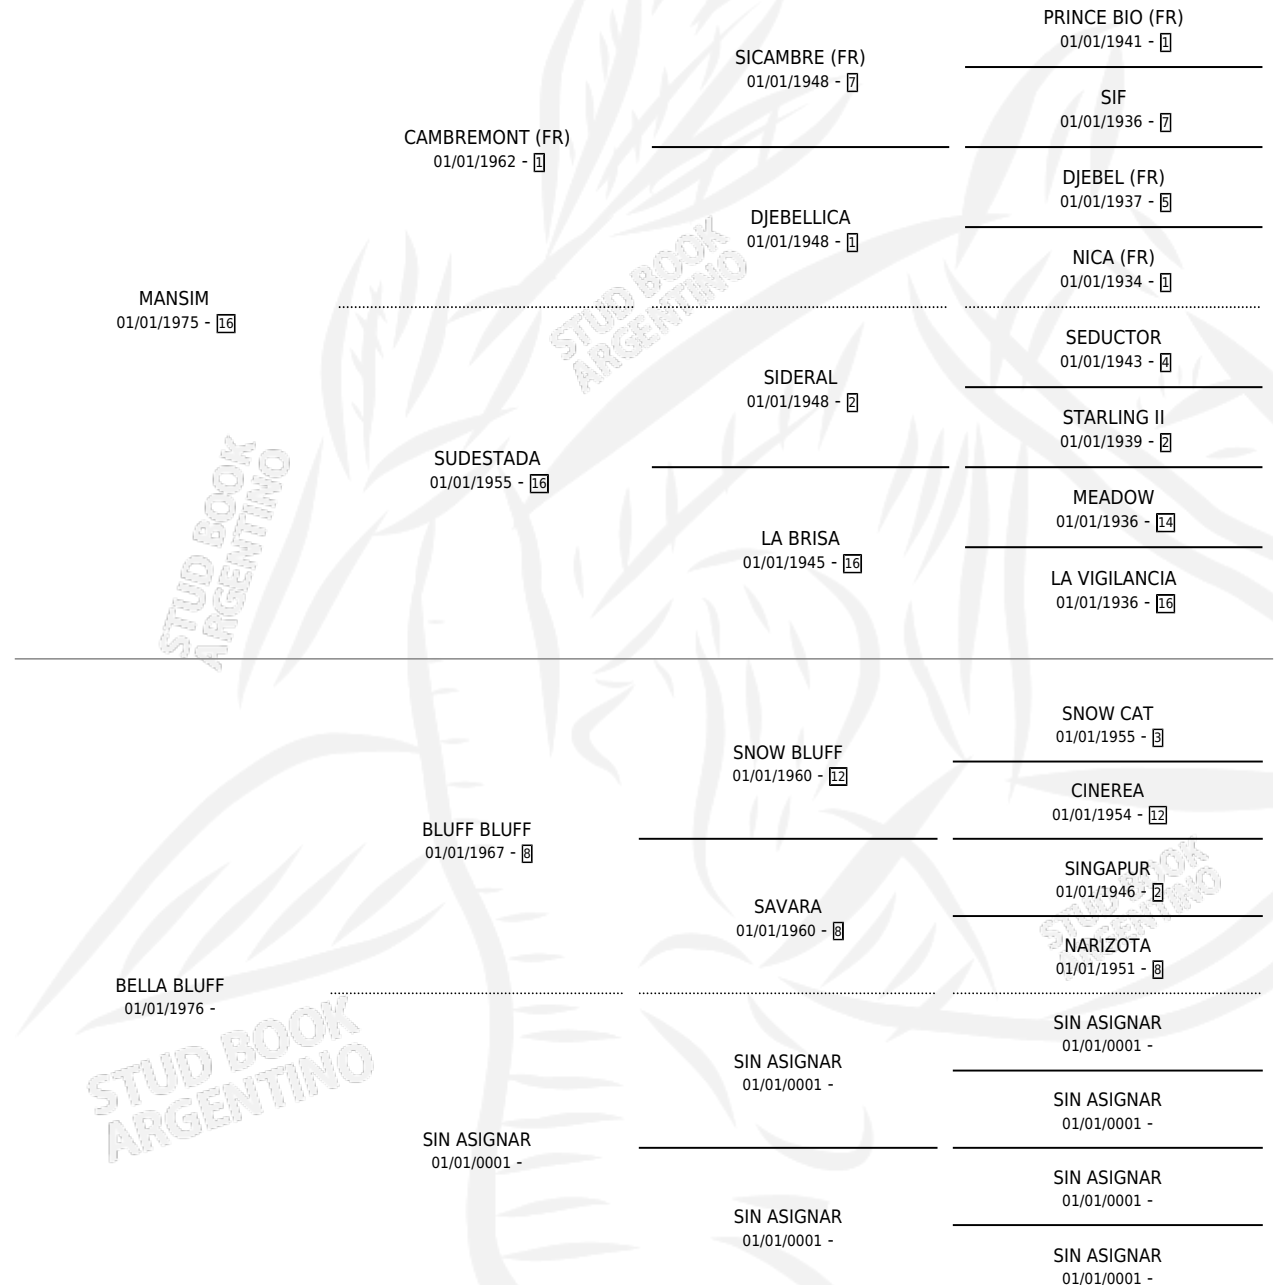 PRINCE BIO (FR)
01/01/1941 - 1
SICAMBRE (FR)
01/01/1948 - 7
SIF
01/01/1936 - 7
CAMBREMONT (FR)
01/01/1962 - 1
DJEBEL (FR)
01/01/1937 - 5
DJEBELLICA
01/01/1948 - 1
NICA (FR)
01/01/1934 - 1
MANSIM
01/01/1975 - 16
SEDUCTOR
01/01/1943 - 4
SIDERAL
01/01/1948 - 2
STARLING II
01/01/1939 - 2
SUDESTADA
01/01/1955 - 16
MEADOW
01/01/1936 - 14
LA BRISA
01/01/1945 - 16
LA VIGILANCIA
01/01/1936 - 16
SNOW CAT
01/01/1955 - 3
SNOW BLUFF
01/01/1960 - 12
CINEREA
01/01/1954 - 12
BLUFF BLUFF
01/01/1967 - 8
SINGAPUR
01/01/1946 - 2
SAVARA
01/01/1960 - 8
NARIZOTA
01/01/1951 - 8
BELLA BLUFF
01/01/1976 -
SIN ASIGNAR
01/01/0001 -
SIN ASIGNAR
01/01/0001 -
SIN ASIGNAR
01/01/0001 -
SIN ASIGNAR
01/01/0001 -
SIN ASIGNAR
01/01/0001 -
SIN ASIGNAR
01/01/0001 -
SIN ASIGNAR
01/01/0001 -
STUD BOOK
ARGENTINO
STUD BOOK
ARGENTINO
STUD BOOK
ARGENTINO
STUD BOOK
ARGENTINO